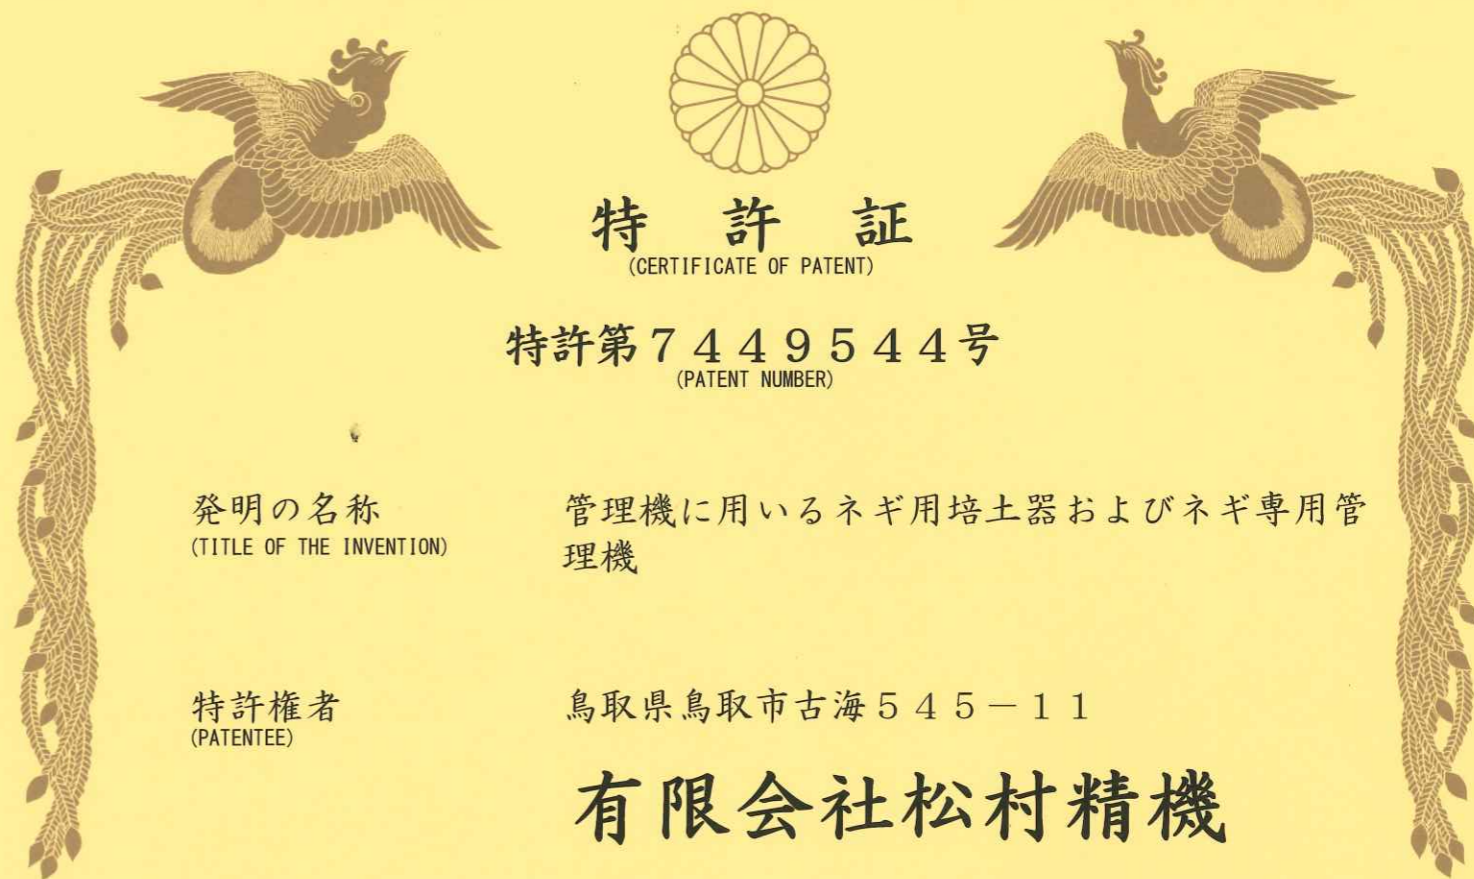 特許証
(CERTIFICATE OF PATENT)
特許第７４４９５４４号
(PATENT NUMBER)
発明の名称
(TITLE OF THE INVENTION)
管理機に用いるネギ用培土器およびネギ専用管
理機
特許権者
(PATENTEE)
鳥取県鳥取市古海５４５－１１
有限会社松村精機